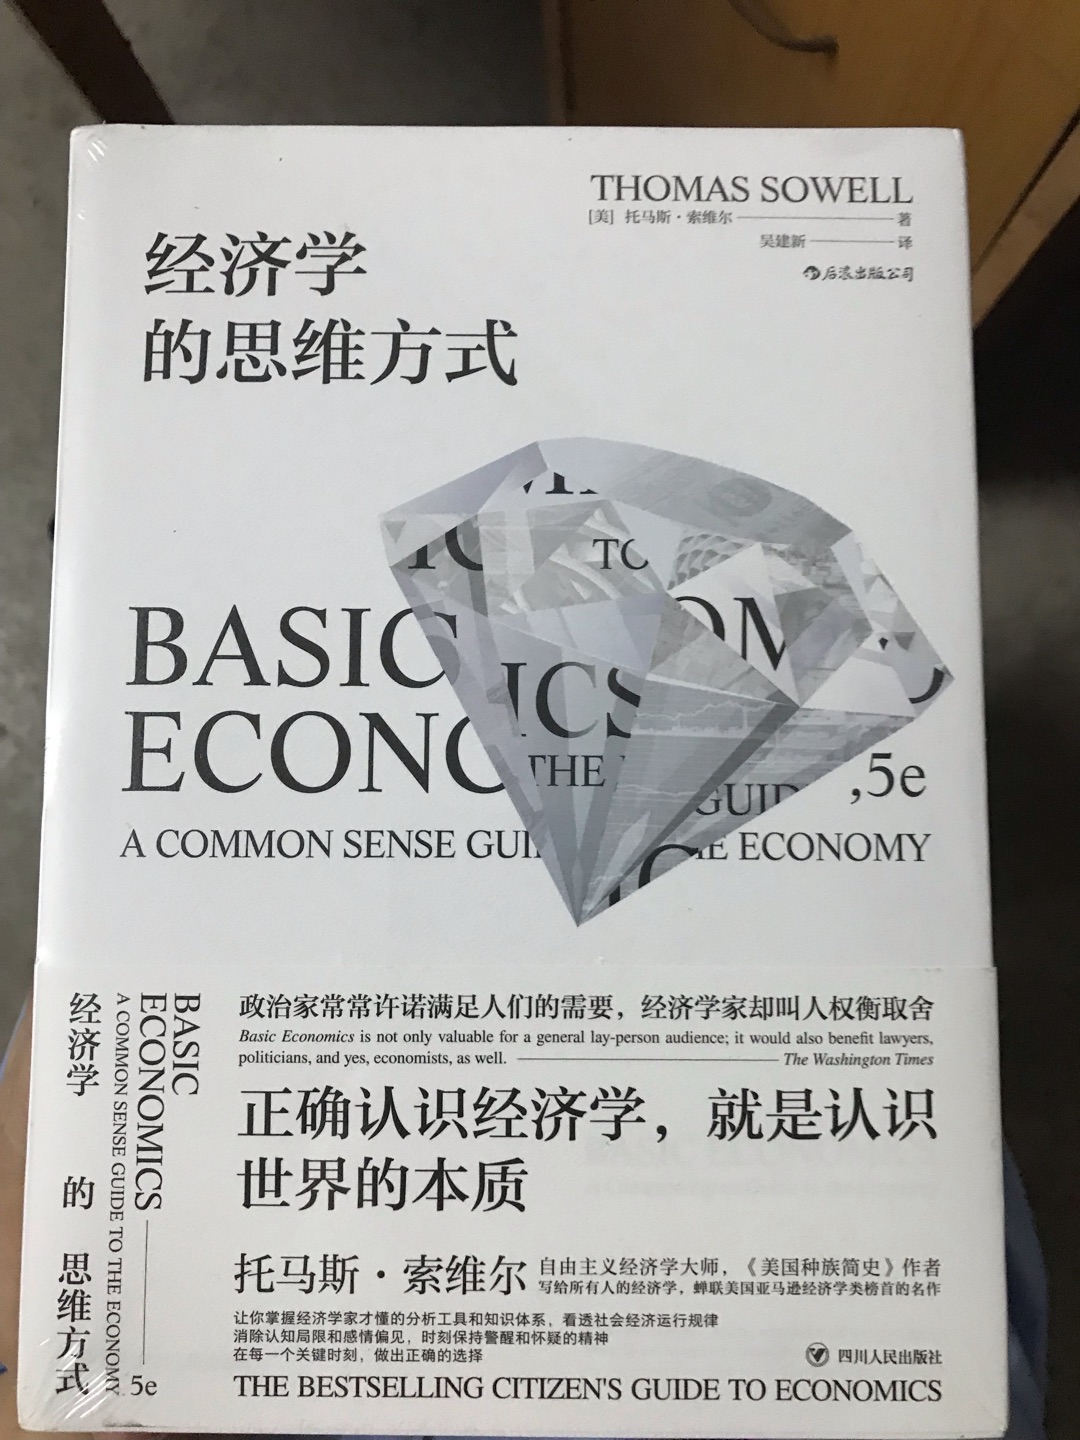 THOMAS SOWELL
[美] 托马斯·索维尔 著
吴建新 译
后浪出版公司
经济学
的思维方式
TO
BASIC
ICS
ECONO
THE
GUID
,5e
A COMMON SENSE GUI
E ECONOMY
BASIC
ECONOMICS
A COMMON SENSE GUIDE TO THE ECONOMY
5e
经济学 的 思维方式
政治家常常许诺满足人们的需要，经济学家却叫人权衡取舍
Basic Economics is not only valuable for a general lay-person audience; it would also benefit lawyers,
politicians, and yes, economists, as well. The Washington Times
正确认识经济学，就是认识
世界的本质
托马斯·索维尔 自由主义经济学大师，《美国种族简史》作者
写给所有人的经济学，蝉联美国亚马逊经济学类榜首的名作
让你掌握经济学家才懂的分析工具和知识体系，看透社会经济运行规律
消除认知局限和感情偏见，时刻保持警醒和怀疑的精神
在每一个关键时刻，做出正确的选择
四川人民出版社
THE BESTSELLING CITIZEN'S GUIDE TO ECONOMICS